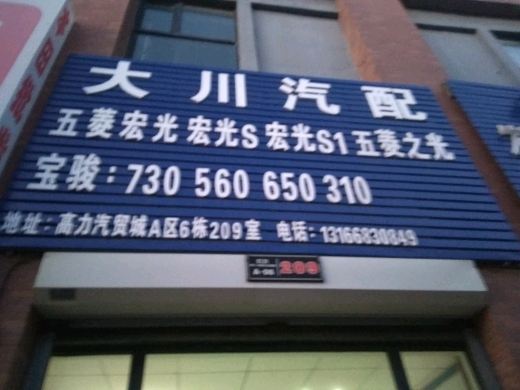 大川汽配
五菱宏光 宏光S 宏光S1 五菱之光
宝骏：730 560 650 310
地址：高力汽贸城A区6栋209室 电话：13166830849
A-06 209